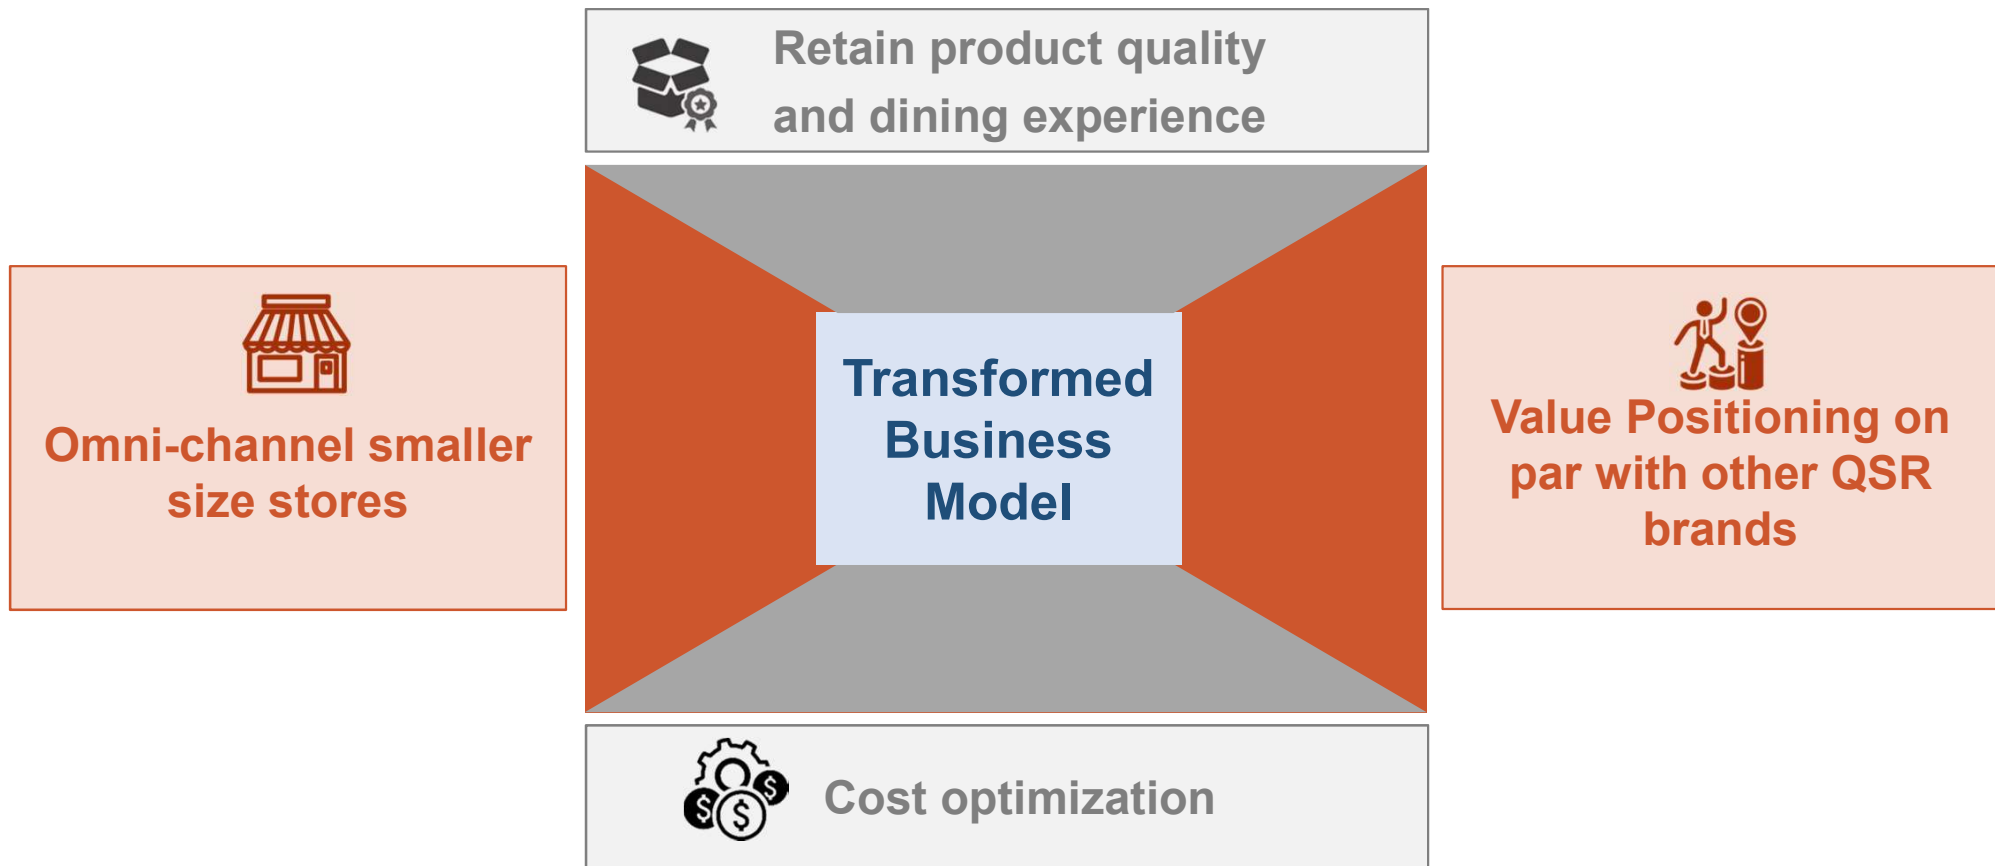 Retain product quality
and dining experience
Omni-channel smaller
size stores
Transformed
Business
Model
Value Positioning on
par with other QSR
brands
Cost optimization
$
$
$